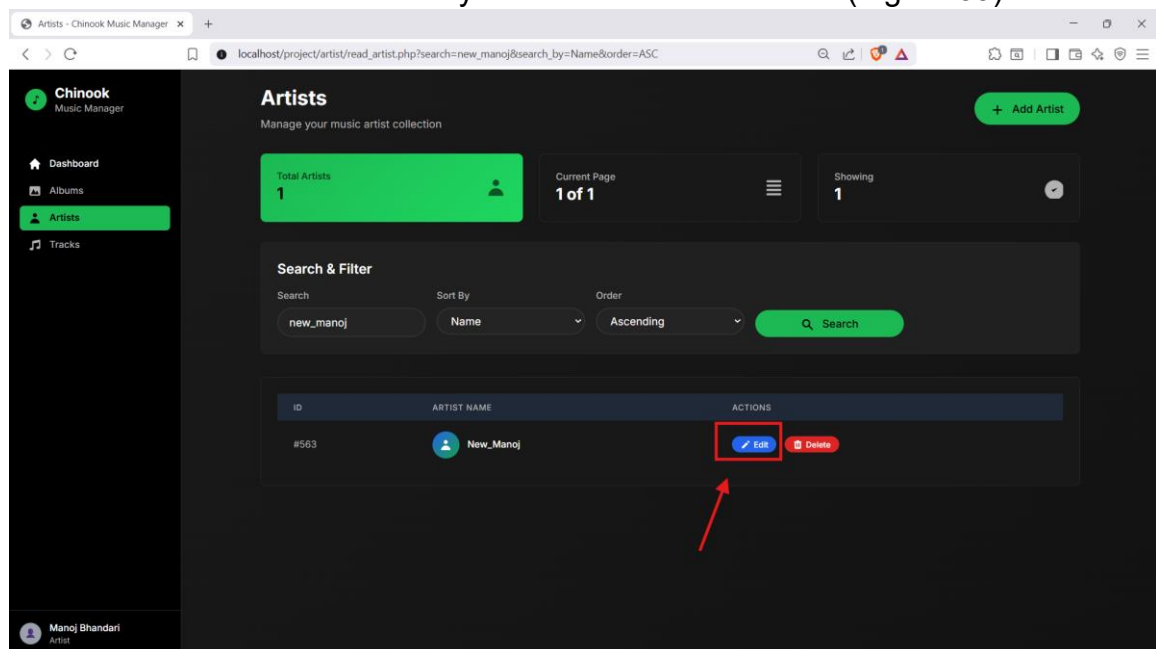 Artists - Chinook Music Manager
localhost/project/artist/read_artist.php?search=new_manoj&search_by=Name&order=ASC
Chinook
Music Manager
Dashboard
Albums
Artists
Tracks
Artists
Manage your music artist collection
+ Add Artist
Total Artists
1
Current Page
1 of 1
Showing
1
Search & Filter
Search
Sort By
Order
new_manoj
Name
Ascending
Search
ID
ARTIST NAME
ACTIONS
#563
New_Manoj
Edit
Delete
Manoj Bhandari
Artist